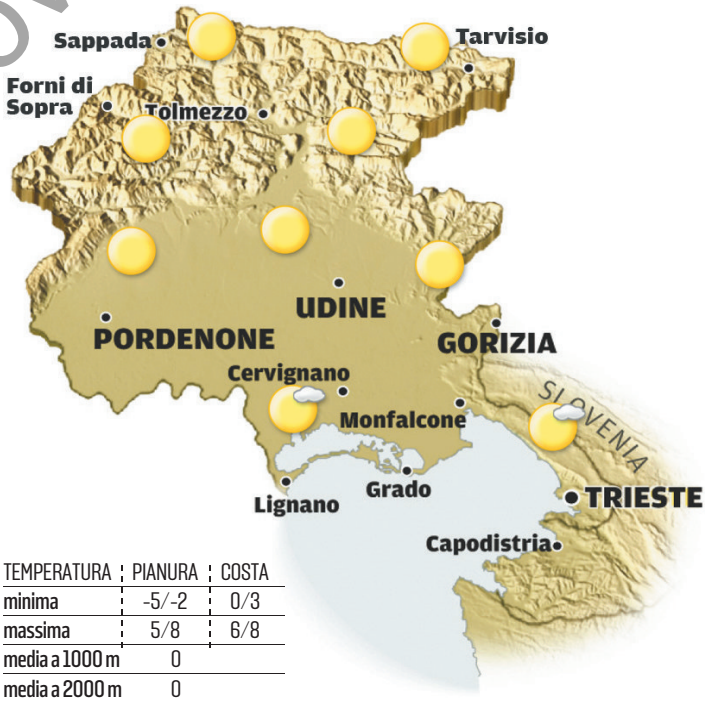 Sappada
Tarvisio
Forni di
Sopra
Tolmezzo
UDINE
PORDENONE
GORIZIA
Cervignano
SLOVENIA
Monfalcone
Grado
Lignano
TRIESTE
Capodistria
TEMPERATURA PIANURA COSTA
minima -5/-2 0/3
massima 5/8 6/8
media a 1000 m 0
media a 2000 m 0